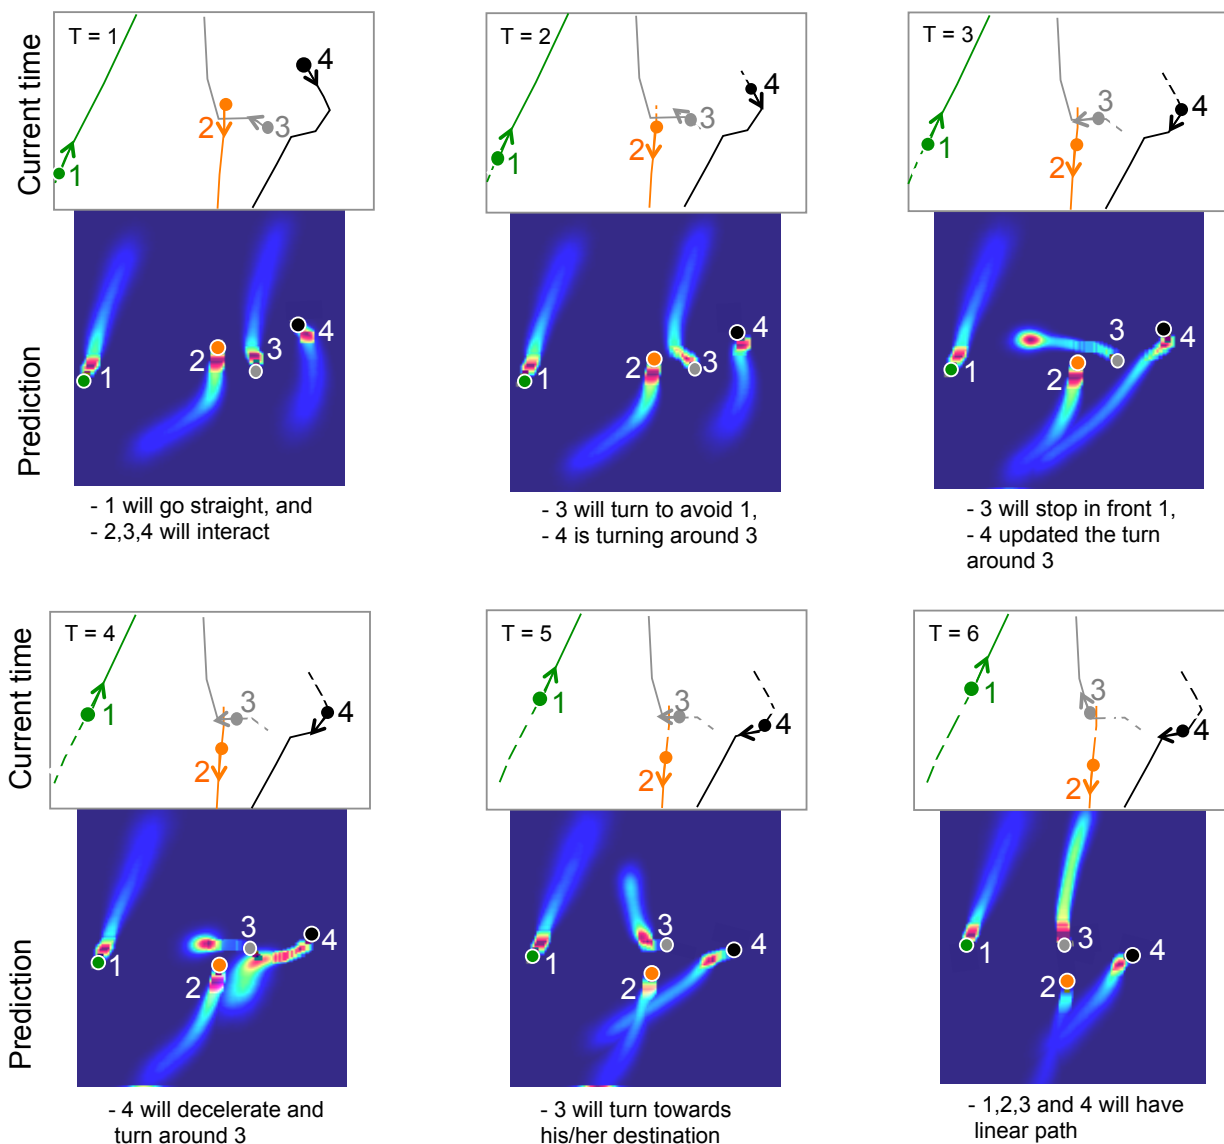 Current time
T = 1
1
2
3
4
T = 2
1
2
3
4
T = 3
1
2
3
4
Prediction
1
2
3
4
1
2
3
4
1
2
3
4
- 1 will go straight, and
- 2,3,4 will interact
- 3 will turn to avoid 1,
- 4 is turning around 3
- 3 will stop in front 1,
- 4 updated the turn
around 3
Current time
T = 4
1
2
3
4
T = 5
1
2
3
4
T = 6
1
2
3
4
Prediction
1
2
3
4
1
2
3
4
1
2
3
4
- 4 will decelerate and
turn around 3
- 3 will turn towards
his/her destination
- 1,2,3 and 4 will have
linear path